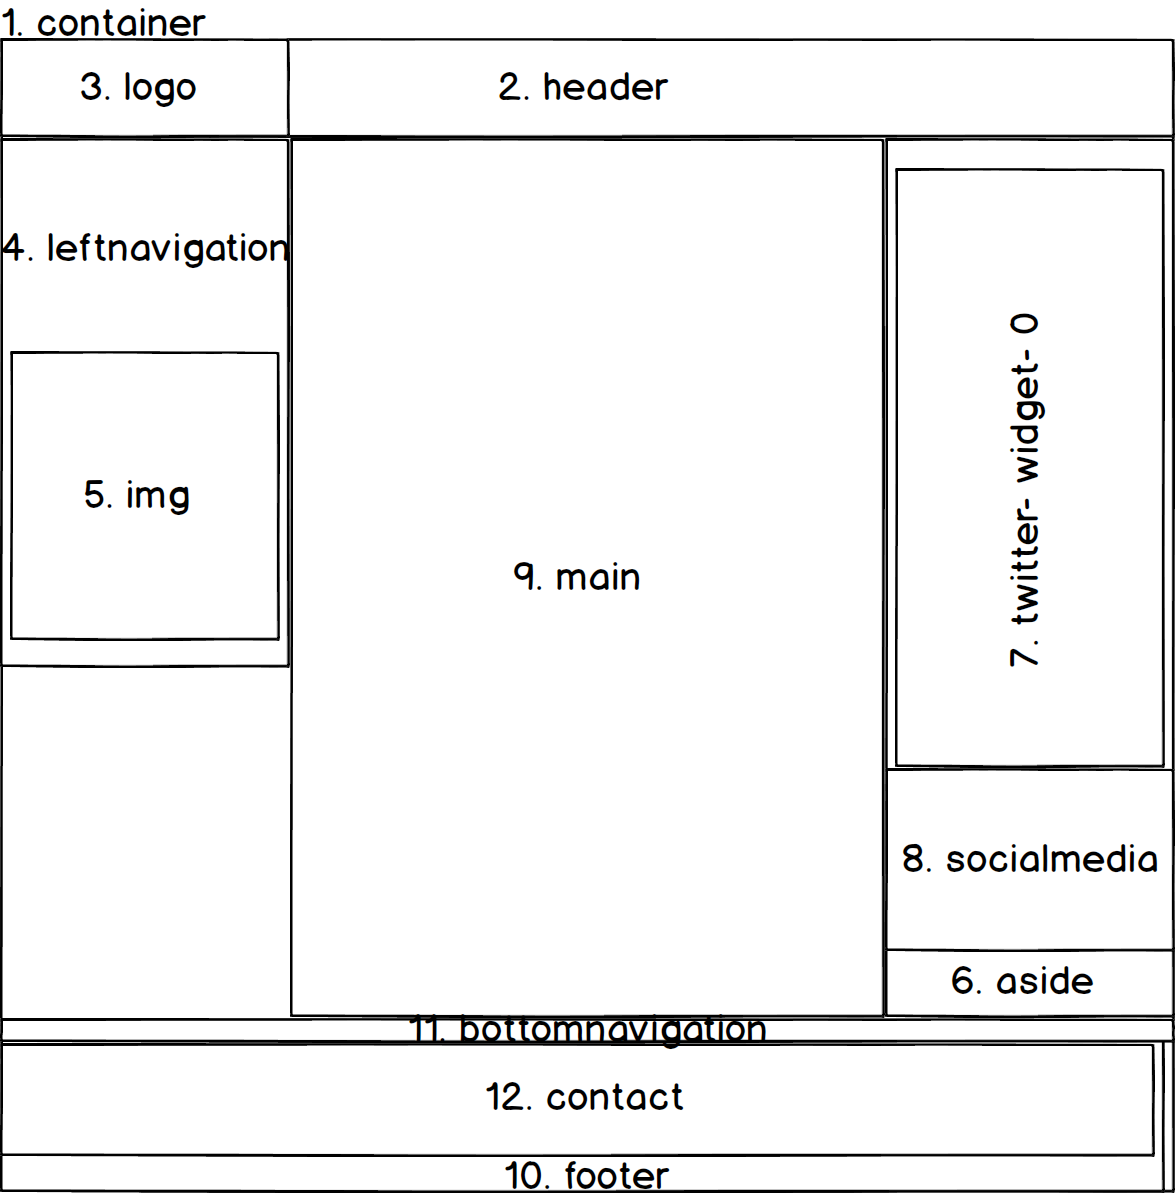 1. container
3. logo
2. header
4. leftnavigation
5. img
9. main
7. twitter- widget- 0
8. socialmedia
6. aside
11. bottomnavigation
12. contact
10. footer